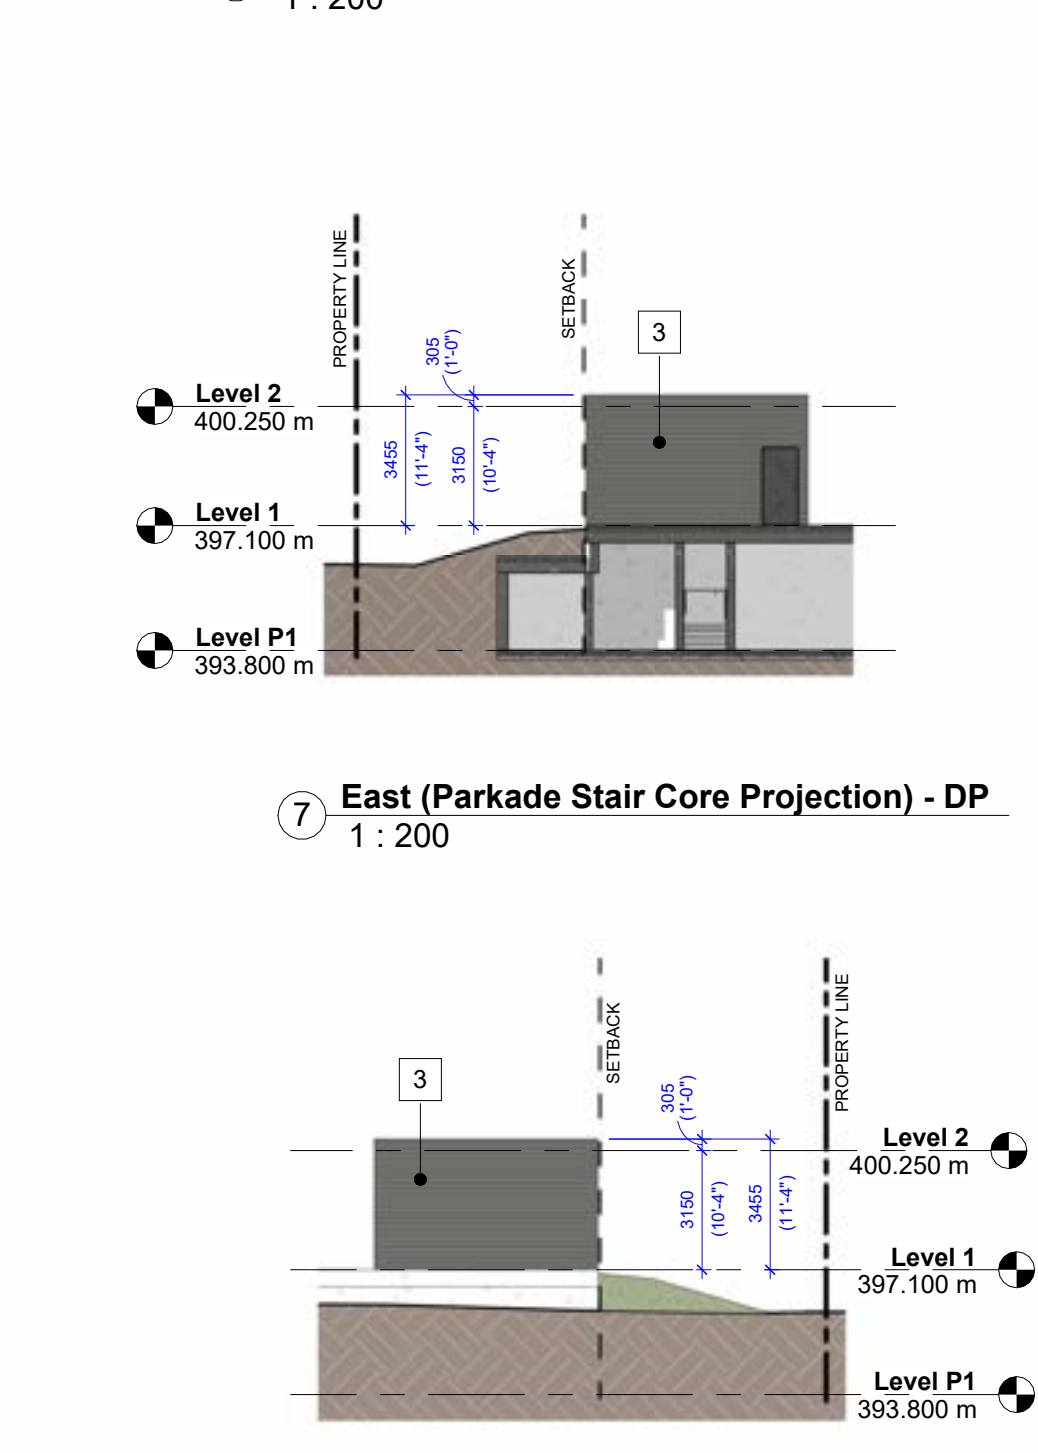 1 : 200
PROPERTY LINE
SETBACK
305
(1'-0")
3
Level 2
400.250 m
3455
(11'-4")
3150
(10'-4")
Level 1
397.100 m
Level P1
393.800 m
7
East (Parkade Stair Core Projection) - DP
1 : 200
SETBACK
PROPERTY LINE
3
305
(1'-0")
Level 2
400.250 m
3150
(10'-4")
3455
(11'-4")
Level 1
397.100 m
Level P1
393.800 m